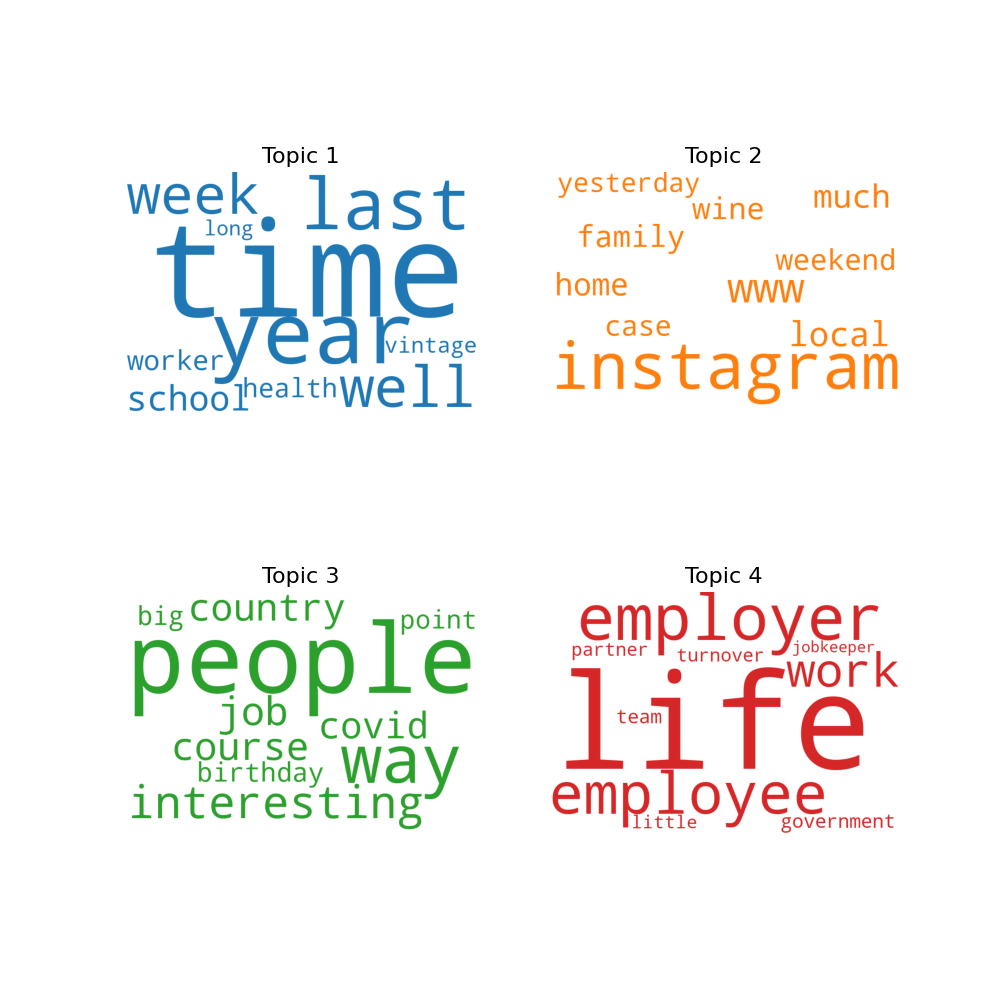 Topic 1
week
last
long
time
year
vintage
worker
health
well
school
Topic 2
yesterday
wine
much
family
weekend
home
www
case
local
instagram
Topic 3
big
country
point
people
job
covid
course
way
birthday
interesting
Topic 4
employer
partner
turnover
jobkeeper
work
life
team
employee
little
government